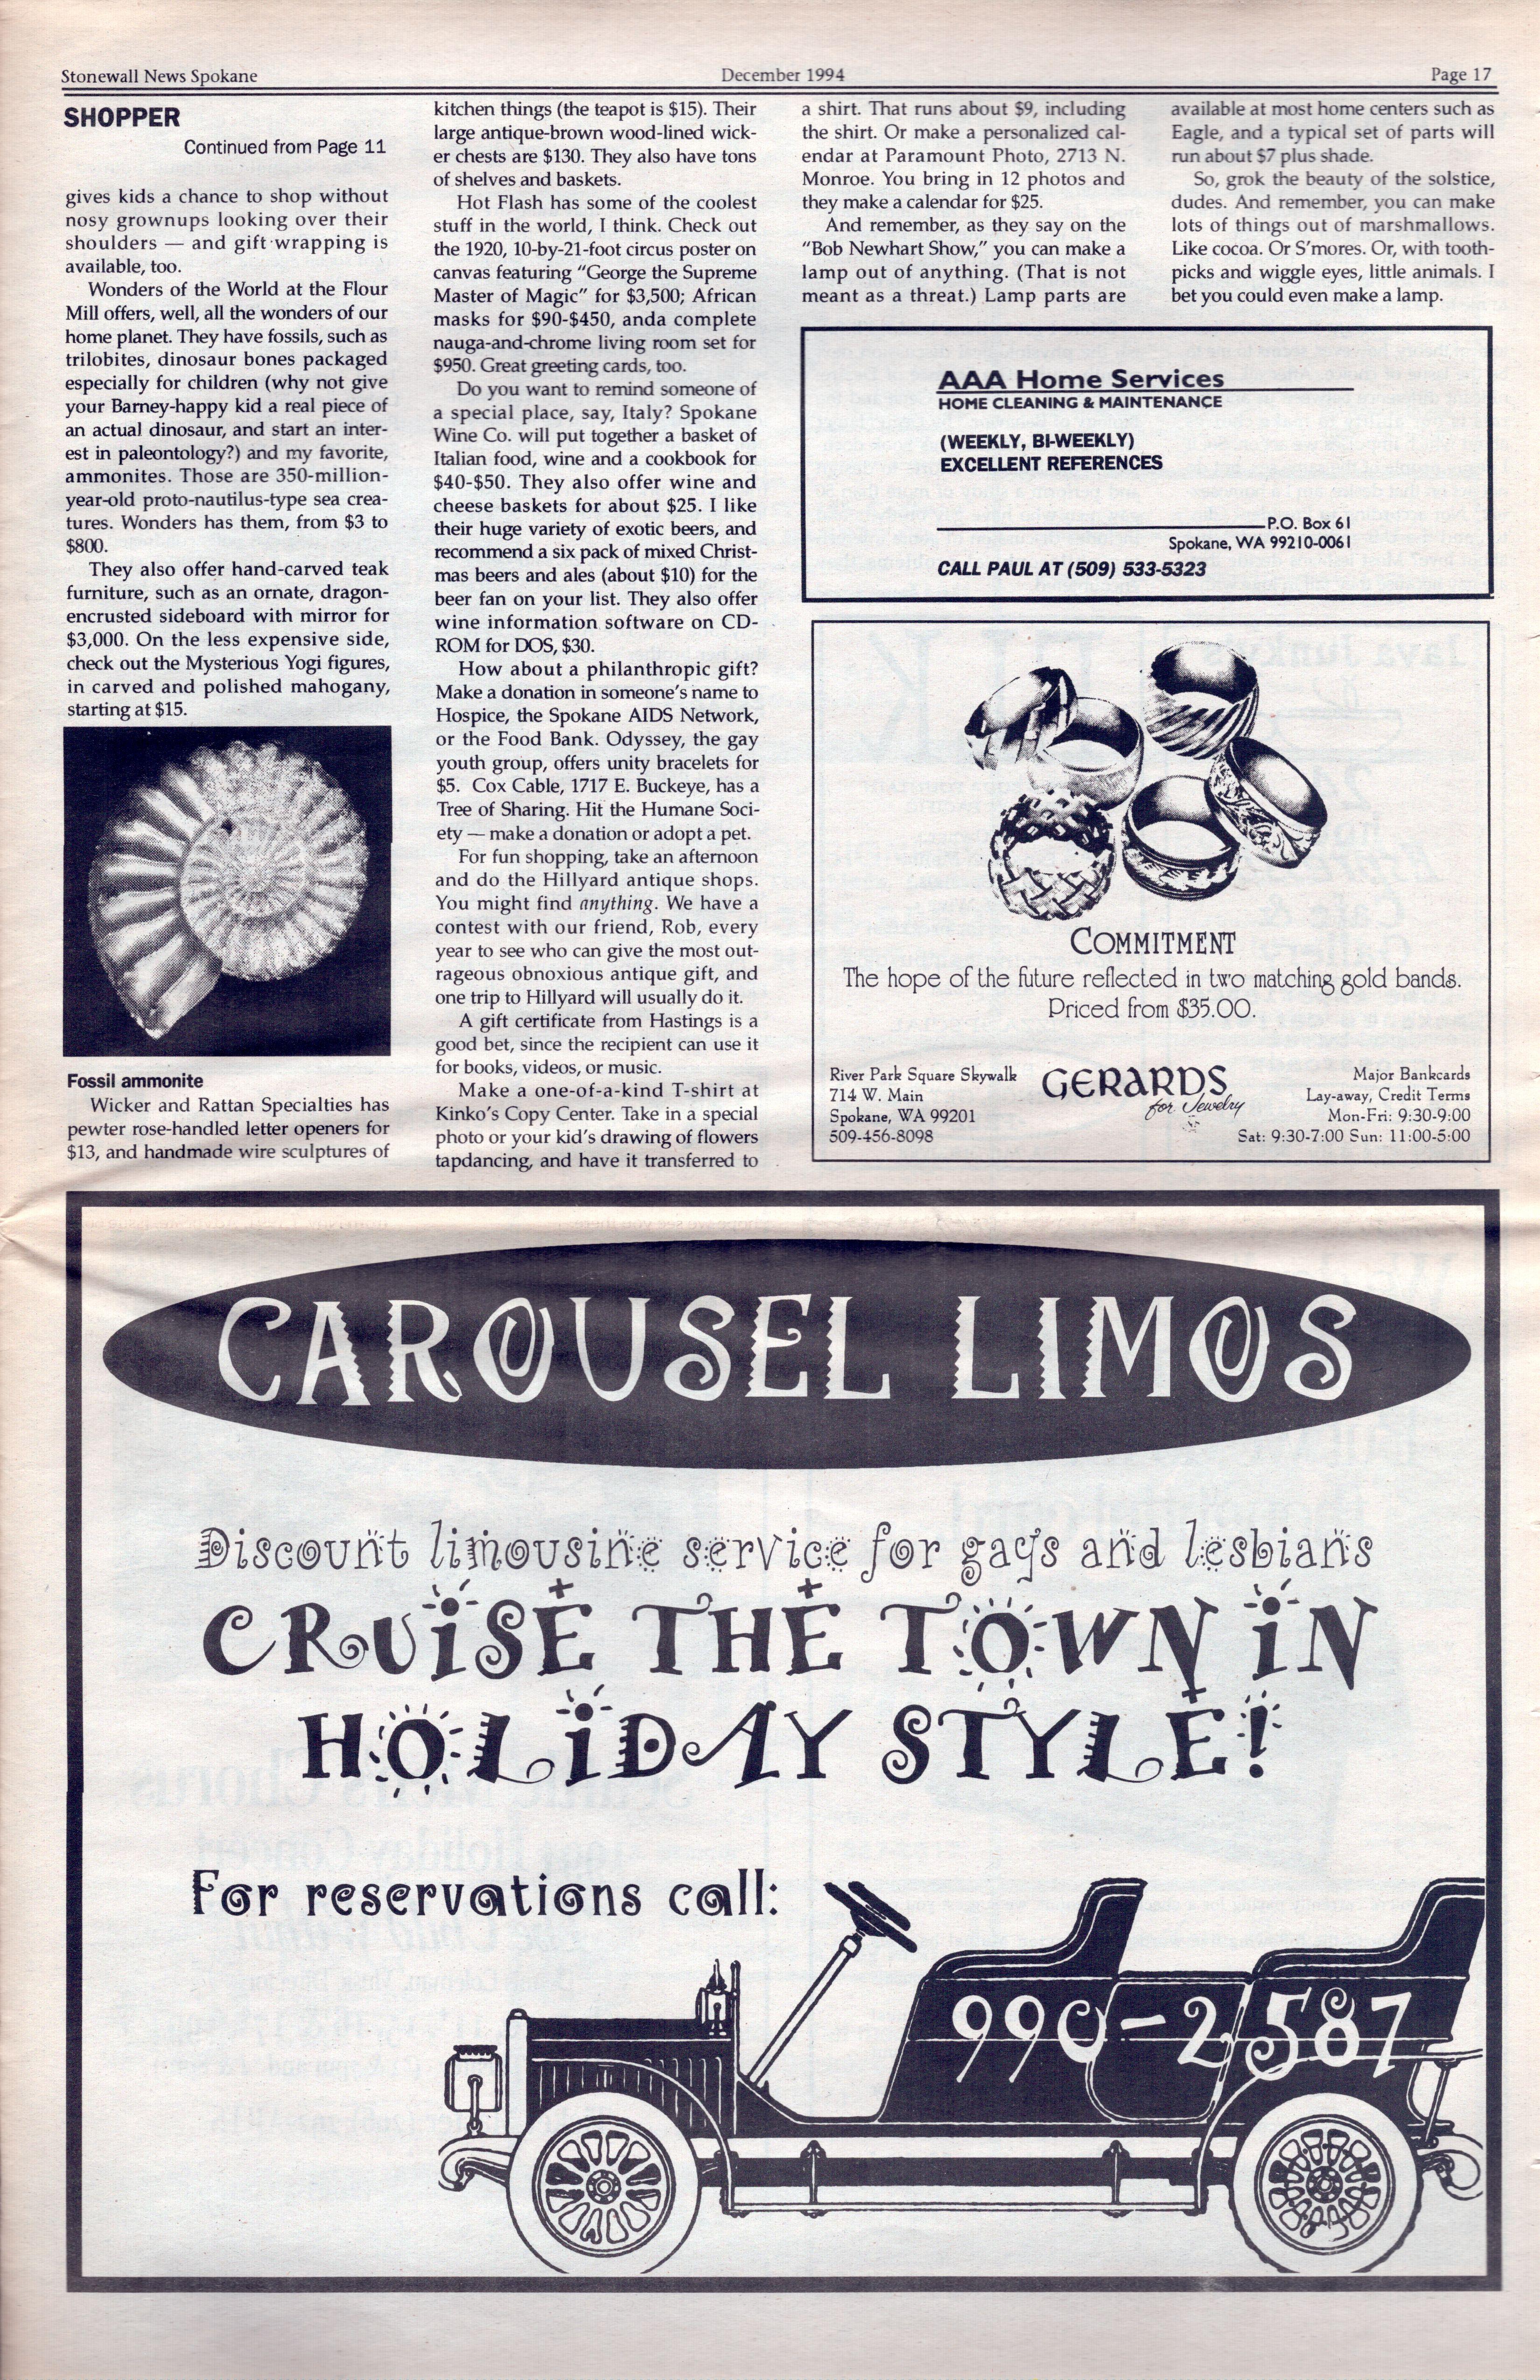 Stonewall News Spokane
December 1994
Page 17
SHOPPER
Continued from Page 11
gives kids a chance to shop without
nosy grownups looking over their
shoulders — and gift wrapping is
available, too.
Wonders of the World at the Flour
Mill offers, well, all the wonders of our
home planet. They have fossils, such as
trilobites, dinosaur bones packaged
especially for children (why not give
your Barney-happy kid a real piece of
an actual dinosaur, and start an inter-
est in paleontology?) and my favorite,
ammonites. Those are 350-million-
year-old proto-nautilus-type sea crea-
tures. Wonders has them, from $3 to
$800.
They also offer hand-carved teak
furniture, such as an ornate, dragon-
encrusted sideboard with mirror for
$3,000. On the less expensive side,
check out the Mysterious Yogi figures,
in carved and polished mahogany,
starting at $15.
Fossil ammonite
Wicker and Rattan Specialties has
pewter rose-handled letter openers for
$13, and handmade wire sculptures of
kitchen things (the teapot is $15). Their
large antique-brown wood-lined wick-
er chests are $130. They also have tons
of shelves and baskets.
Hot Flash has some of the coolest
stuff in the world, I think. Check out
the 1920, 10-by-21-foot circus poster on
canvas featuring "George the Supreme
Master of Magic" for $3,500; African
masks for $90-$450, anda complete
nauga-and-chrome living room set for
$950. Great greeting cards, too.
Do you want to remind someone of
a special place, say, Italy? Spokane
Wine Co. will put together a basket of
Italian food, wine and a cookbook for
$40-$50. They also offer wine and
cheese baskets for about $25. I like
their huge variety of exotic beers, and
recommend a six pack of mixed Christ-
mas beers and ales (about $10) for the
beer fan on your list. They also offer
wine information software on CD-
ROM for DOS, $30.
How about a philanthropic gift?
Make a donation in someone's name to
Hospice, the Spokane AIDS Network,
or the Food Bank. Odyssey, the gay
youth group, offers unity bracelets for
$5. Cox Cable, 1717 E. Buckeye, has a
Tree of Sharing. Hit the Humane Soci-
ety — make a donation or adopt a pet.
For fun shopping, take an afternoon
and do the Hillyard antique shops.
You might find anything. We have a
contest with our friend, Rob, every
year to see who can give the most out-
rageous obnoxious antique gift, and
one trip to Hillyard will usually do it.
A gift certificate from Hastings is a
good bet, since the recipient can use it
for books, videos, or music.
Make a one-of-a-kind T-shirt at
Kinko's Copy Center. Take in a special
photo or your kid's drawing of flowers
tapdancing, and have it transferred to
a shirt. That runs about $9, including
the shirt. Or make a personalized cal-
endar at Paramount Photo, 2713 N.
Monroe. You bring in 12 photos and
they make a calendar for $25.
And remember, as they say on the
"Bob Newhart Show," you can make a
lamp out of anything. (That is not
meant as a threat.) Lamp parts are
available at most home centers such as
Eagle, and a typical set of parts will
run about $7 plus shade.
So, grok the beauty of the solstice,
dudes. And remember, you can make
lots of things out of marshmallows.
Like cocoa. Or S'mores. Or, with tooth-
picks and wiggle eyes, little animals. I
bet you could even make a lamp.
AAA Home Services
HOME CLEANING & MAINTENANCE
(WEEKLY, BI-WEEKLY)
EXCELLENT REFERENCES
P.O. Box 61
Spokane, WA 99210-0061
CALL PAUL AT (509) 533-5323
COMMITMENT
The hope of the future reflected in two matching gold bands.
Priced from $35.00.
River Park Square Skywalk
714 W. Main
Spokane, WA 99201
509-456-8098
GERARDS
for Jewelry
Major Bankcards
Lay-away, Credit Terms
Mon-Fri: 9:30-9:00
Sat: 9:30-7:00 Sun: 11:00-5:00
CAROUSEL LIMOS
Discount limousine service for gays and lesbians
CRUISE THE TOWN IN
HOLIDAY STYLE!
For reservations call:
990-2587